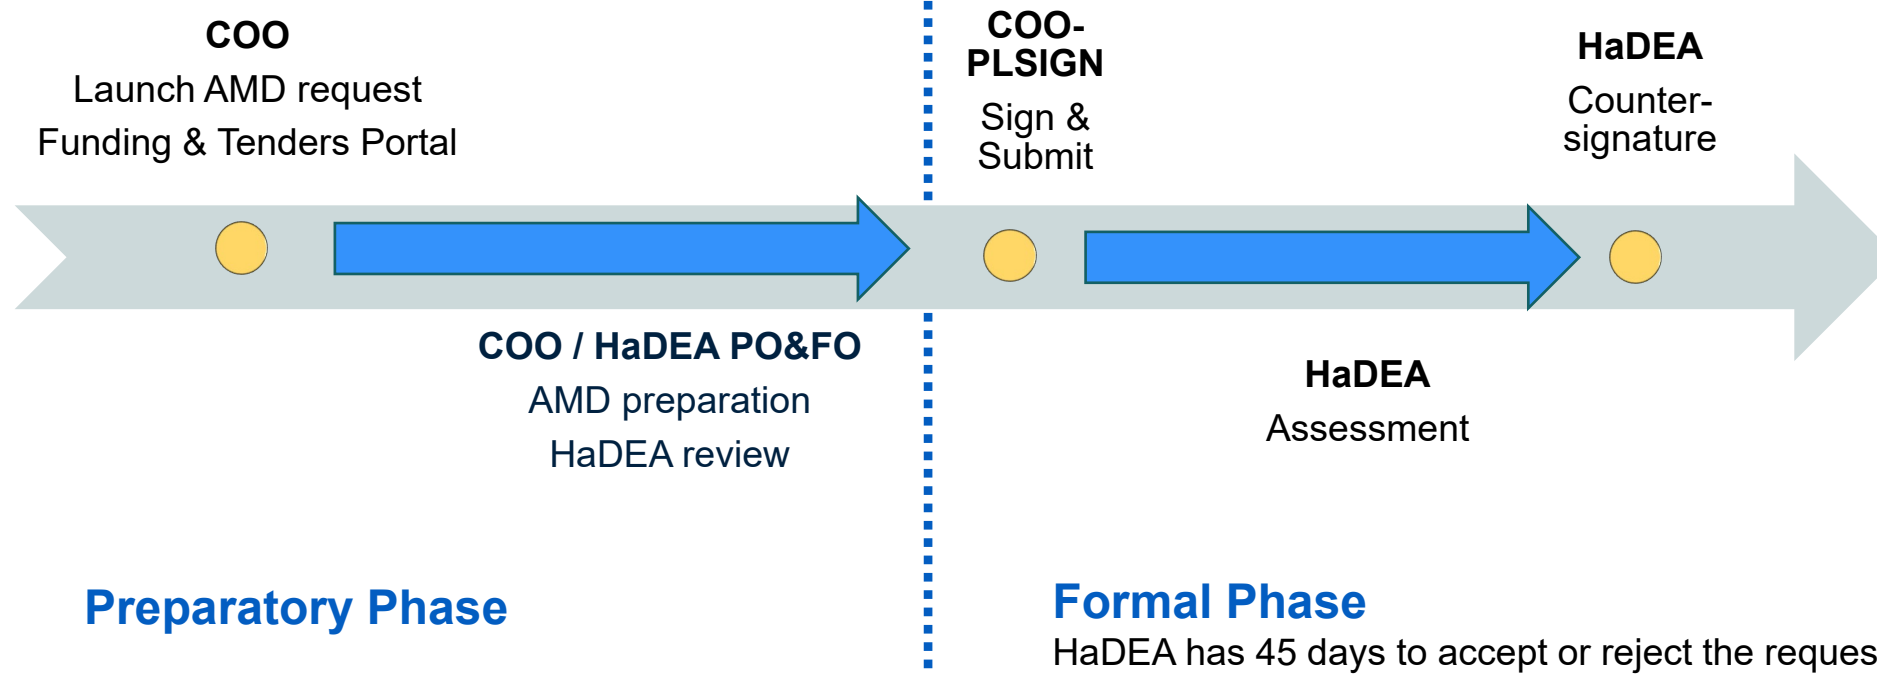 COO
Launch AMD request
Funding & Tenders Portal
COO / HaDEA PO&FO
AMD preparation
HaDEA review
Preparatory Phase
COO-
PLSIGN
Sign &
Submit
HaDEA
Assessment
HaDEA
Counter-
signature
Formal Phase
HaDEA has 45 days to accept or reject the reques